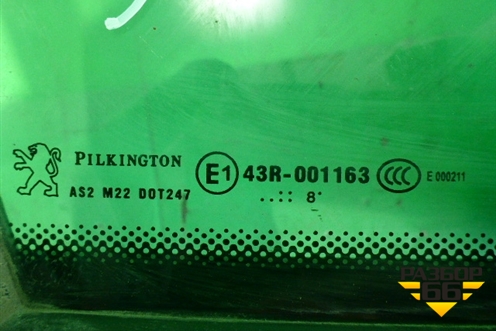 PILKINGTON
AS2 M22 DOT247
E1 43R-001163 CCC E 000211
..:: 8.
РАЗБОР
66